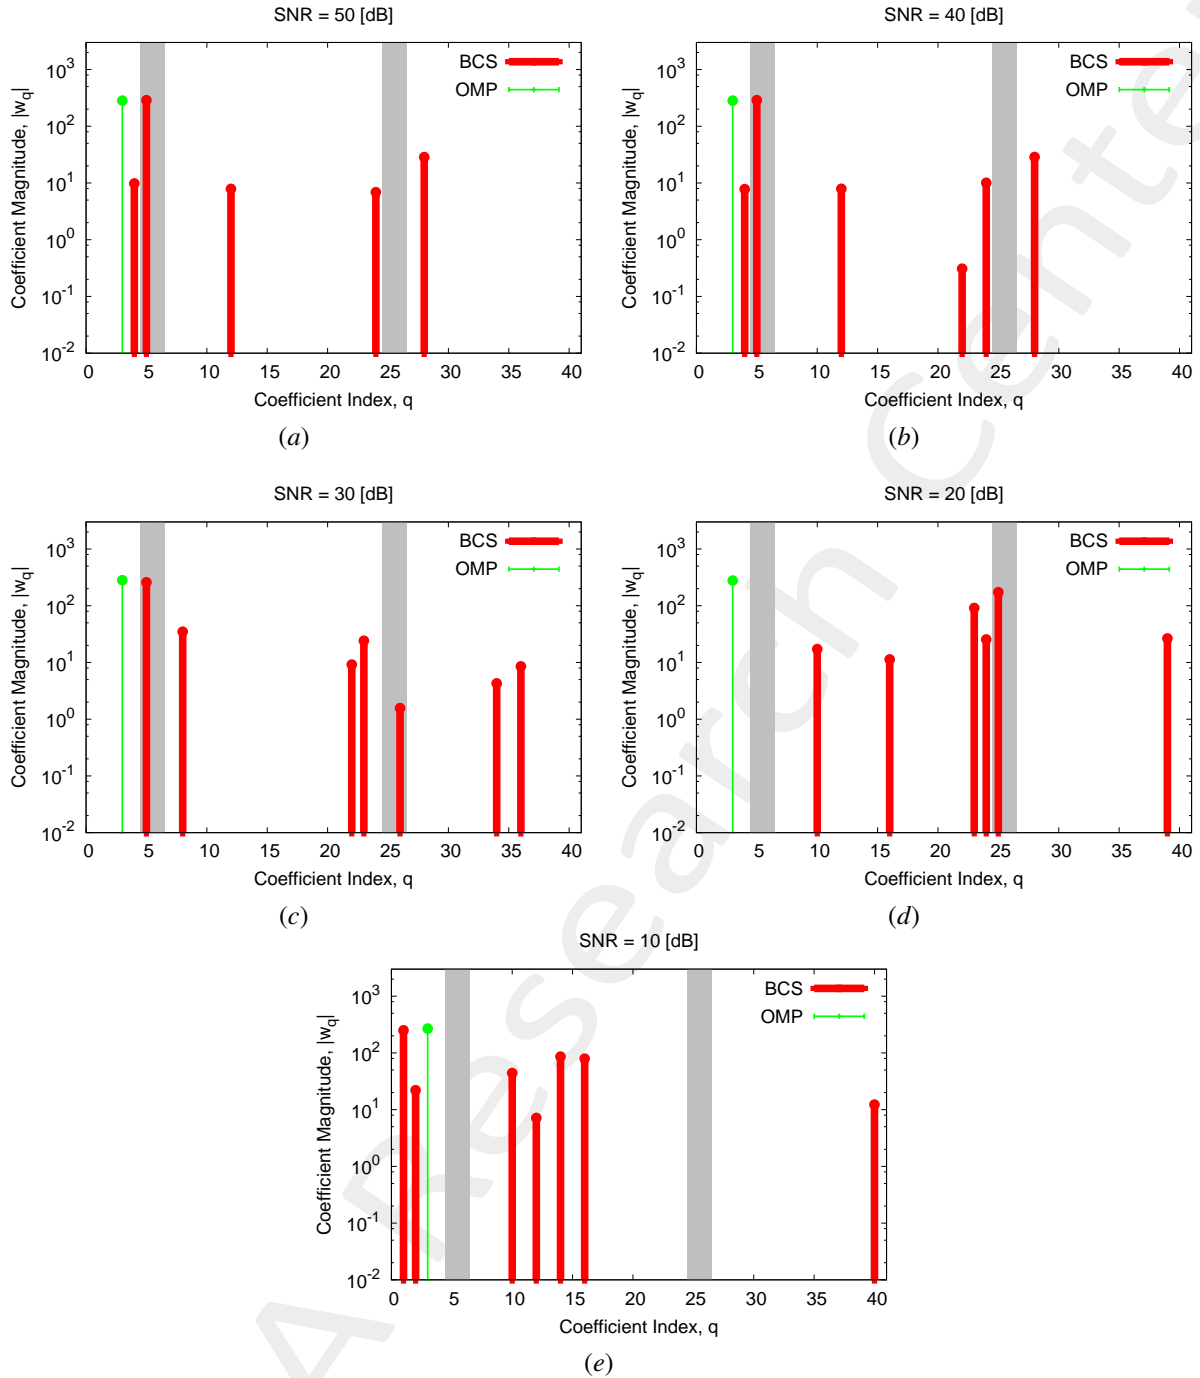 SNR = 50 [dB]
Coefficient Magnitude, |w_q|
10^3
10^2
10^1
10^0
10^-1
10^-2
BCS
OMP
0 5 10 15 20 25 30 35 40
Coefficient Index, q
(a)
SNR = 40 [dB]
Coefficient Magnitude, |w_q|
10^3
10^2
10^1
10^0
10^-1
10^-2
BCS
OMP
0 5 10 15 20 25 30 35 40
Coefficient Index, q
(b)
SNR = 30 [dB]
Coefficient Magnitude, |w_q|
10^3
10^2
10^1
10^0
10^-1
10^-2
BCS
OMP
0 5 10 15 20 25 30 35 40
Coefficient Index, q
(c)
SNR = 20 [dB]
Coefficient Magnitude, |w_q|
10^3
10^2
10^1
10^0
10^-1
10^-2
BCS
OMP
0 5 10 15 20 25 30 35 40
Coefficient Index, q
(d)
SNR = 10 [dB]
Coefficient Magnitude, |w_q|
10^3
10^2
10^1
10^0
10^-1
10^-2
BCS
OMP
0 5 10 15 20 25 30 35 40
Coefficient Index, q
(e)
A Research Cente